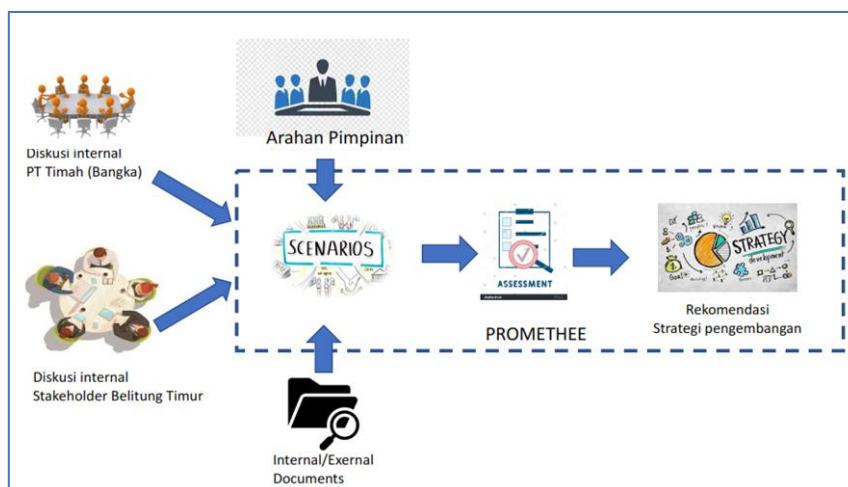 Arahan Pimpinan
Diskusi internal
PT Timah (Bangka)
SCENARIOS
ASSESSMENT
STRATEGY
development
Goal
PROMETHEE
Rekomendasi
Strategi pengembangan
Diskusi internal
Stakeholder Belitung Timur
Internal/Exernal
Documents